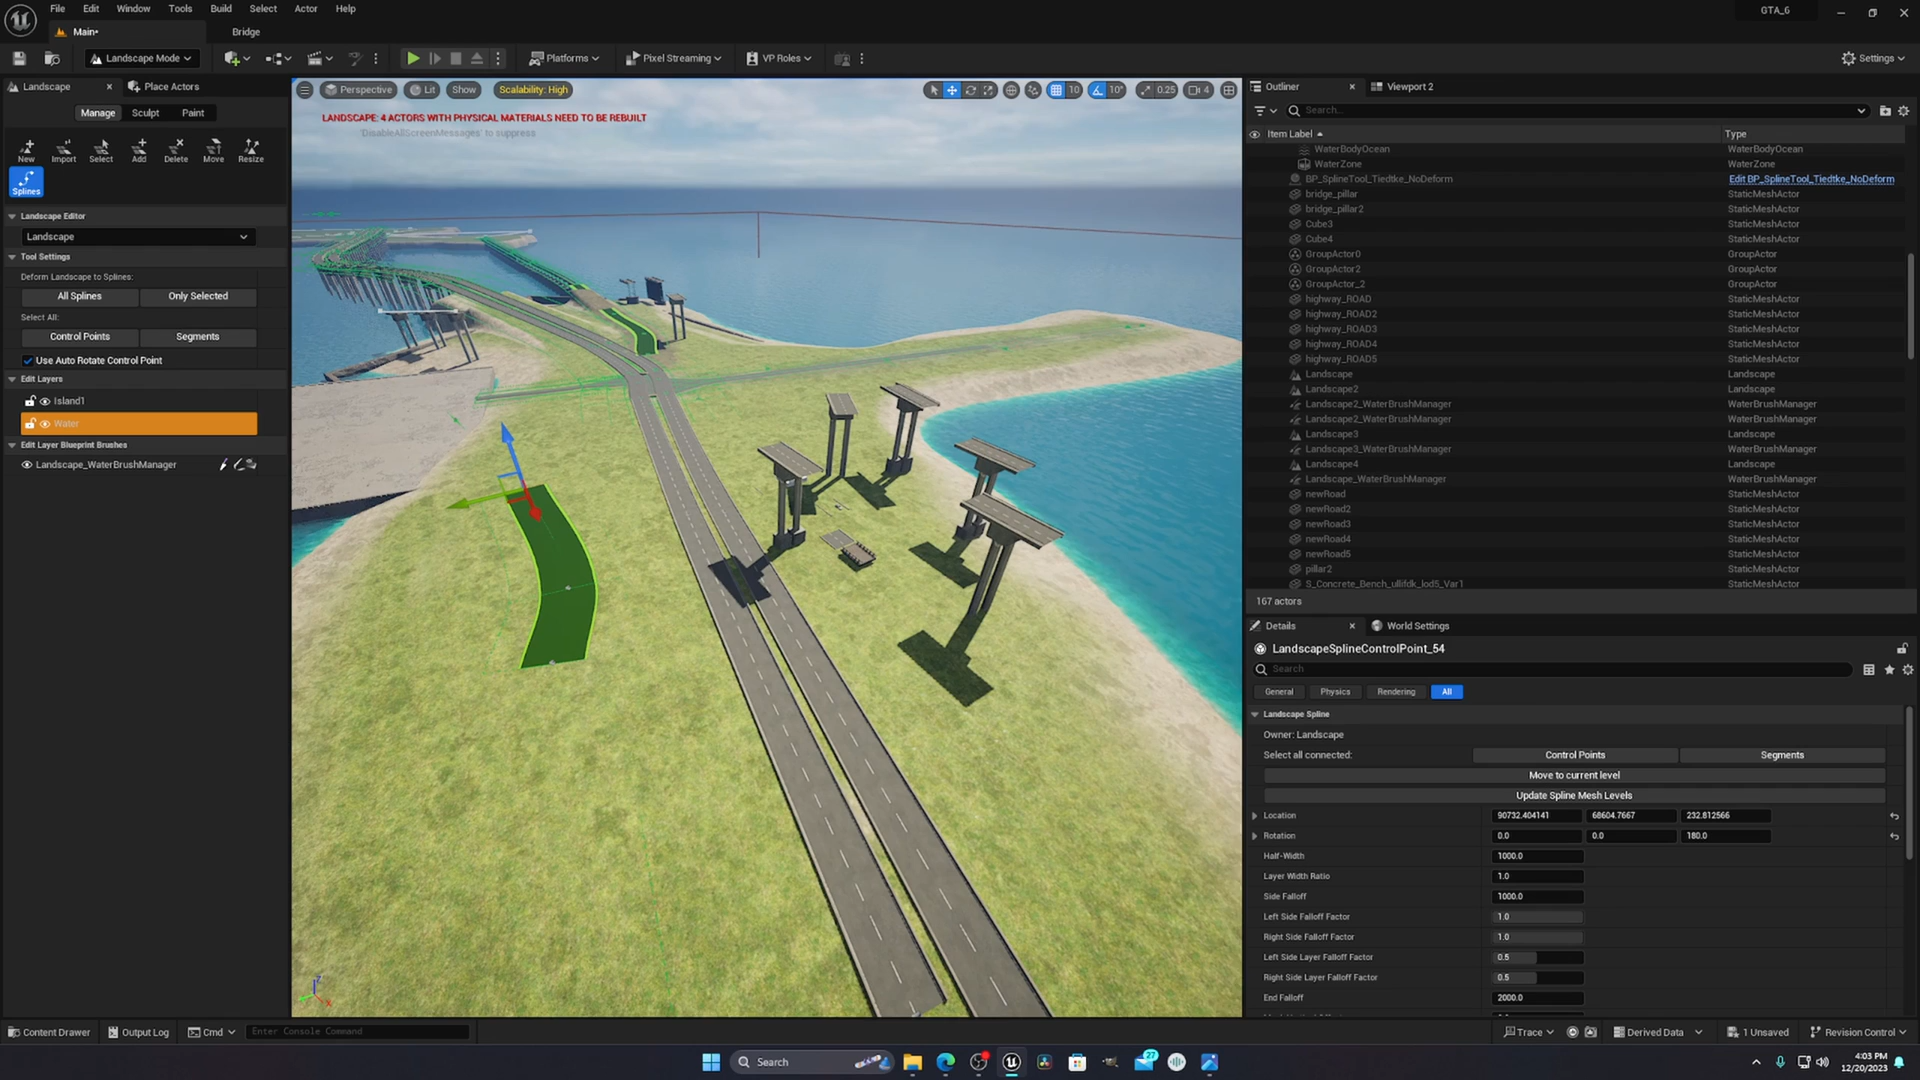 File Edit Window Tools Build Select Actor Help
GTA_6
Main•
Bridge
Landscape Mode
Platforms
Pixel Streaming
VP Roles
Settings
Landscape
Place Actors
Manage
Sculpt
Paint
New
Import
Select
Add
Delete
Move
Resize
Splines
Landscape Editor
Landscape
Tool Settings
Deform Landscape to Splines:
All Splines
Only Selected
Select All:
Control Points
Segments
Use Auto Rotate Control Point
Edit Layers
Island1
Water
Edit Layer Blueprint Brushes
Landscape_WaterBrushManager
Perspective
Lit
Show
Scalability: High
10
10°
0.25
4
LANDSCAPE: 4 ACTORS WITH PHYSICAL MATERIALS NEED TO BE REBUILT
'DisableAllScreenMessages' to suppress
Outliner
Viewport 2
Search...
Item Label
Type
WaterBodyOcean WaterBodyOcean
WaterZone WaterZone
BP_SplineTool_Tiedtke_NoDeform Edit BP_SplineTool_Tiedtke_NoDeform
bridge_pillar StaticMeshActor
bridge_pillar2 StaticMeshActor
Cube3 StaticMeshActor
Cube4 StaticMeshActor
GroupActor0 GroupActor
GroupActor2 GroupActor
GroupActor_2 GroupActor
highway_ROAD StaticMeshActor
highway_ROAD2 StaticMeshActor
highway_ROAD3 StaticMeshActor
highway_ROAD4 StaticMeshActor
highway_ROAD5 StaticMeshActor
Landscape Landscape
Landscape2 Landscape
Landscape2_WaterBrushManager WaterBrushManager
Landscape2_WaterBrushManager WaterBrushManager
Landscape3 Landscape
Landscape3_WaterBrushManager WaterBrushManager
Landscape4 Landscape
Landscape_WaterBrushManager WaterBrushManager
newRoad StaticMeshActor
newRoad2 StaticMeshActor
newRoad3 StaticMeshActor
newRoad4 StaticMeshActor
newRoad5 StaticMeshActor
pillar2 StaticMeshActor
S_Concrete_Bench_ullifdk_lod5_Var1 StaticMeshActor
167 actors
Details
World Settings
LandscapeSplineControlPoint_54
Search
General
Physics
Rendering
All
Landscape Spline
Owner: Landscape
Select all connected:
Control Points
Segments
Move to current level
Update Spline Mesh Levels
Location 90732.404141 68604.7667 232.812566
Rotation 0.0 0.0 180.0
Half-Width 1000.0
Layer Width Ratio 1.0
Side Falloff 1000.0
Left Side Falloff Factor 1.0
Right Side Falloff Factor 1.0
Left Side Layer Falloff Factor 0.5
Right Side Layer Falloff Factor 0.5
End Falloff 2000.0
Z
X
Content Drawer
Output Log
Cmd
Enter Console Command
Trace
Derived Data
1 Unsaved
Revision Control
Search
27
4:03 PM
12/20/2023